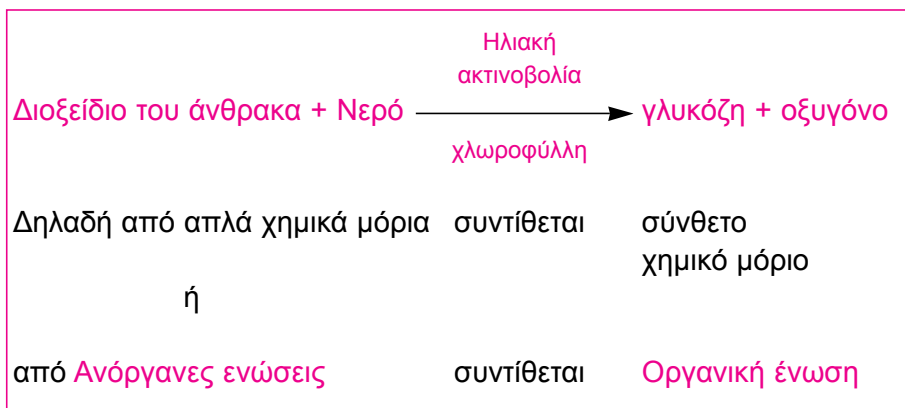 Ηλιακή
ακτινοβολία
Διοξείδιο του άνθρακα + Νερό γλυκόζη + οξυγόνο
χλωροφύλλη
Δηλαδή από απλά χημικά μόρια συντίθεται σύνθετο
χημικό μόριο
ή
από Ανόργανες ενώσεις συντίθεται Οργανική ένωση